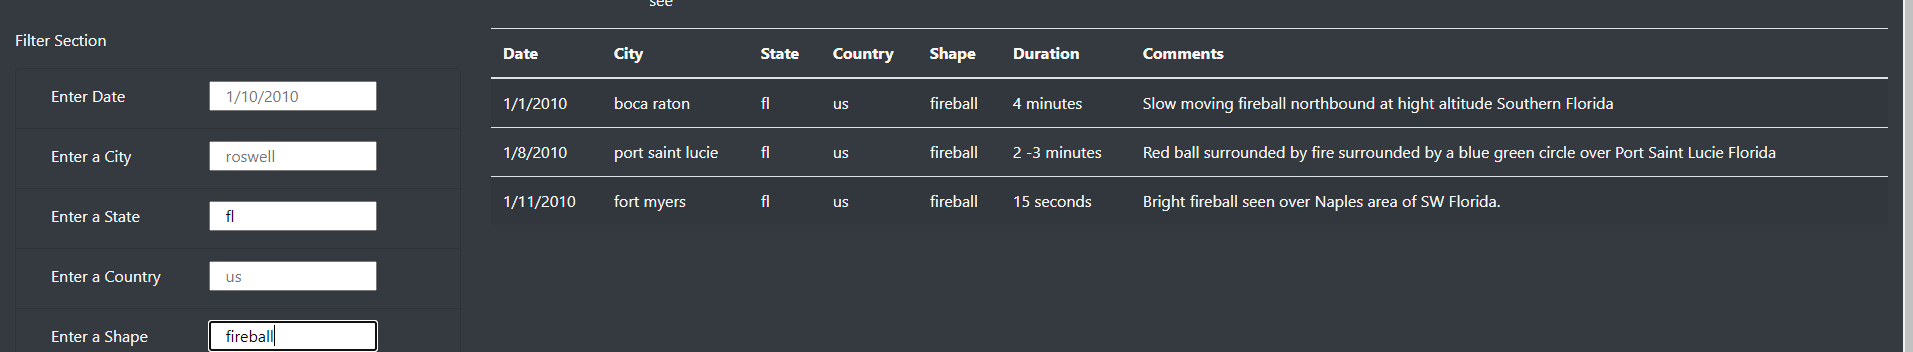 see
Filter Section
Enter Date 1/10/2010
Enter a City roswell
Enter a State fl
Enter a Country us
Enter a Shape fireball
Date City State Country Shape Duration Comments
1/1/2010 boca raton fl us fireball 4 minutes Slow moving fireball northbound at hight altitude Southern Florida
1/8/2010 port saint lucie fl us fireball 2 -3 minutes Red ball surrounded by fire surrounded by a blue green circle over Port Saint Lucie Florida
1/11/2010 fort myers fl us fireball 15 seconds Bright fireball seen over Naples area of SW Florida.